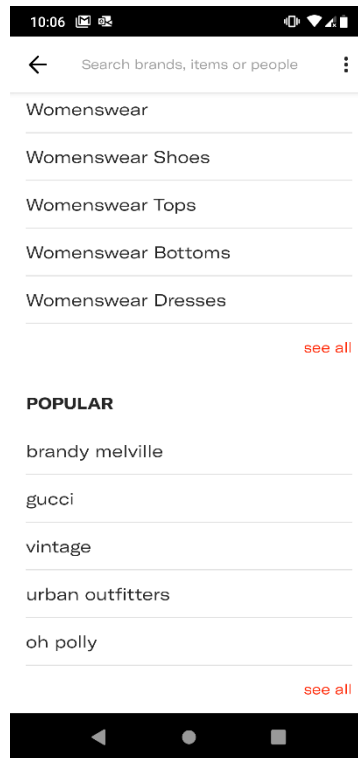 10:06
Search brands, items or people
Womenswear
Womenswear Shoes
Womenswear Tops
Womenswear Bottoms
Womenswear Dresses
see all
POPULAR
brandy melville
gucci
vintage
urban outfitters
oh polly
see all